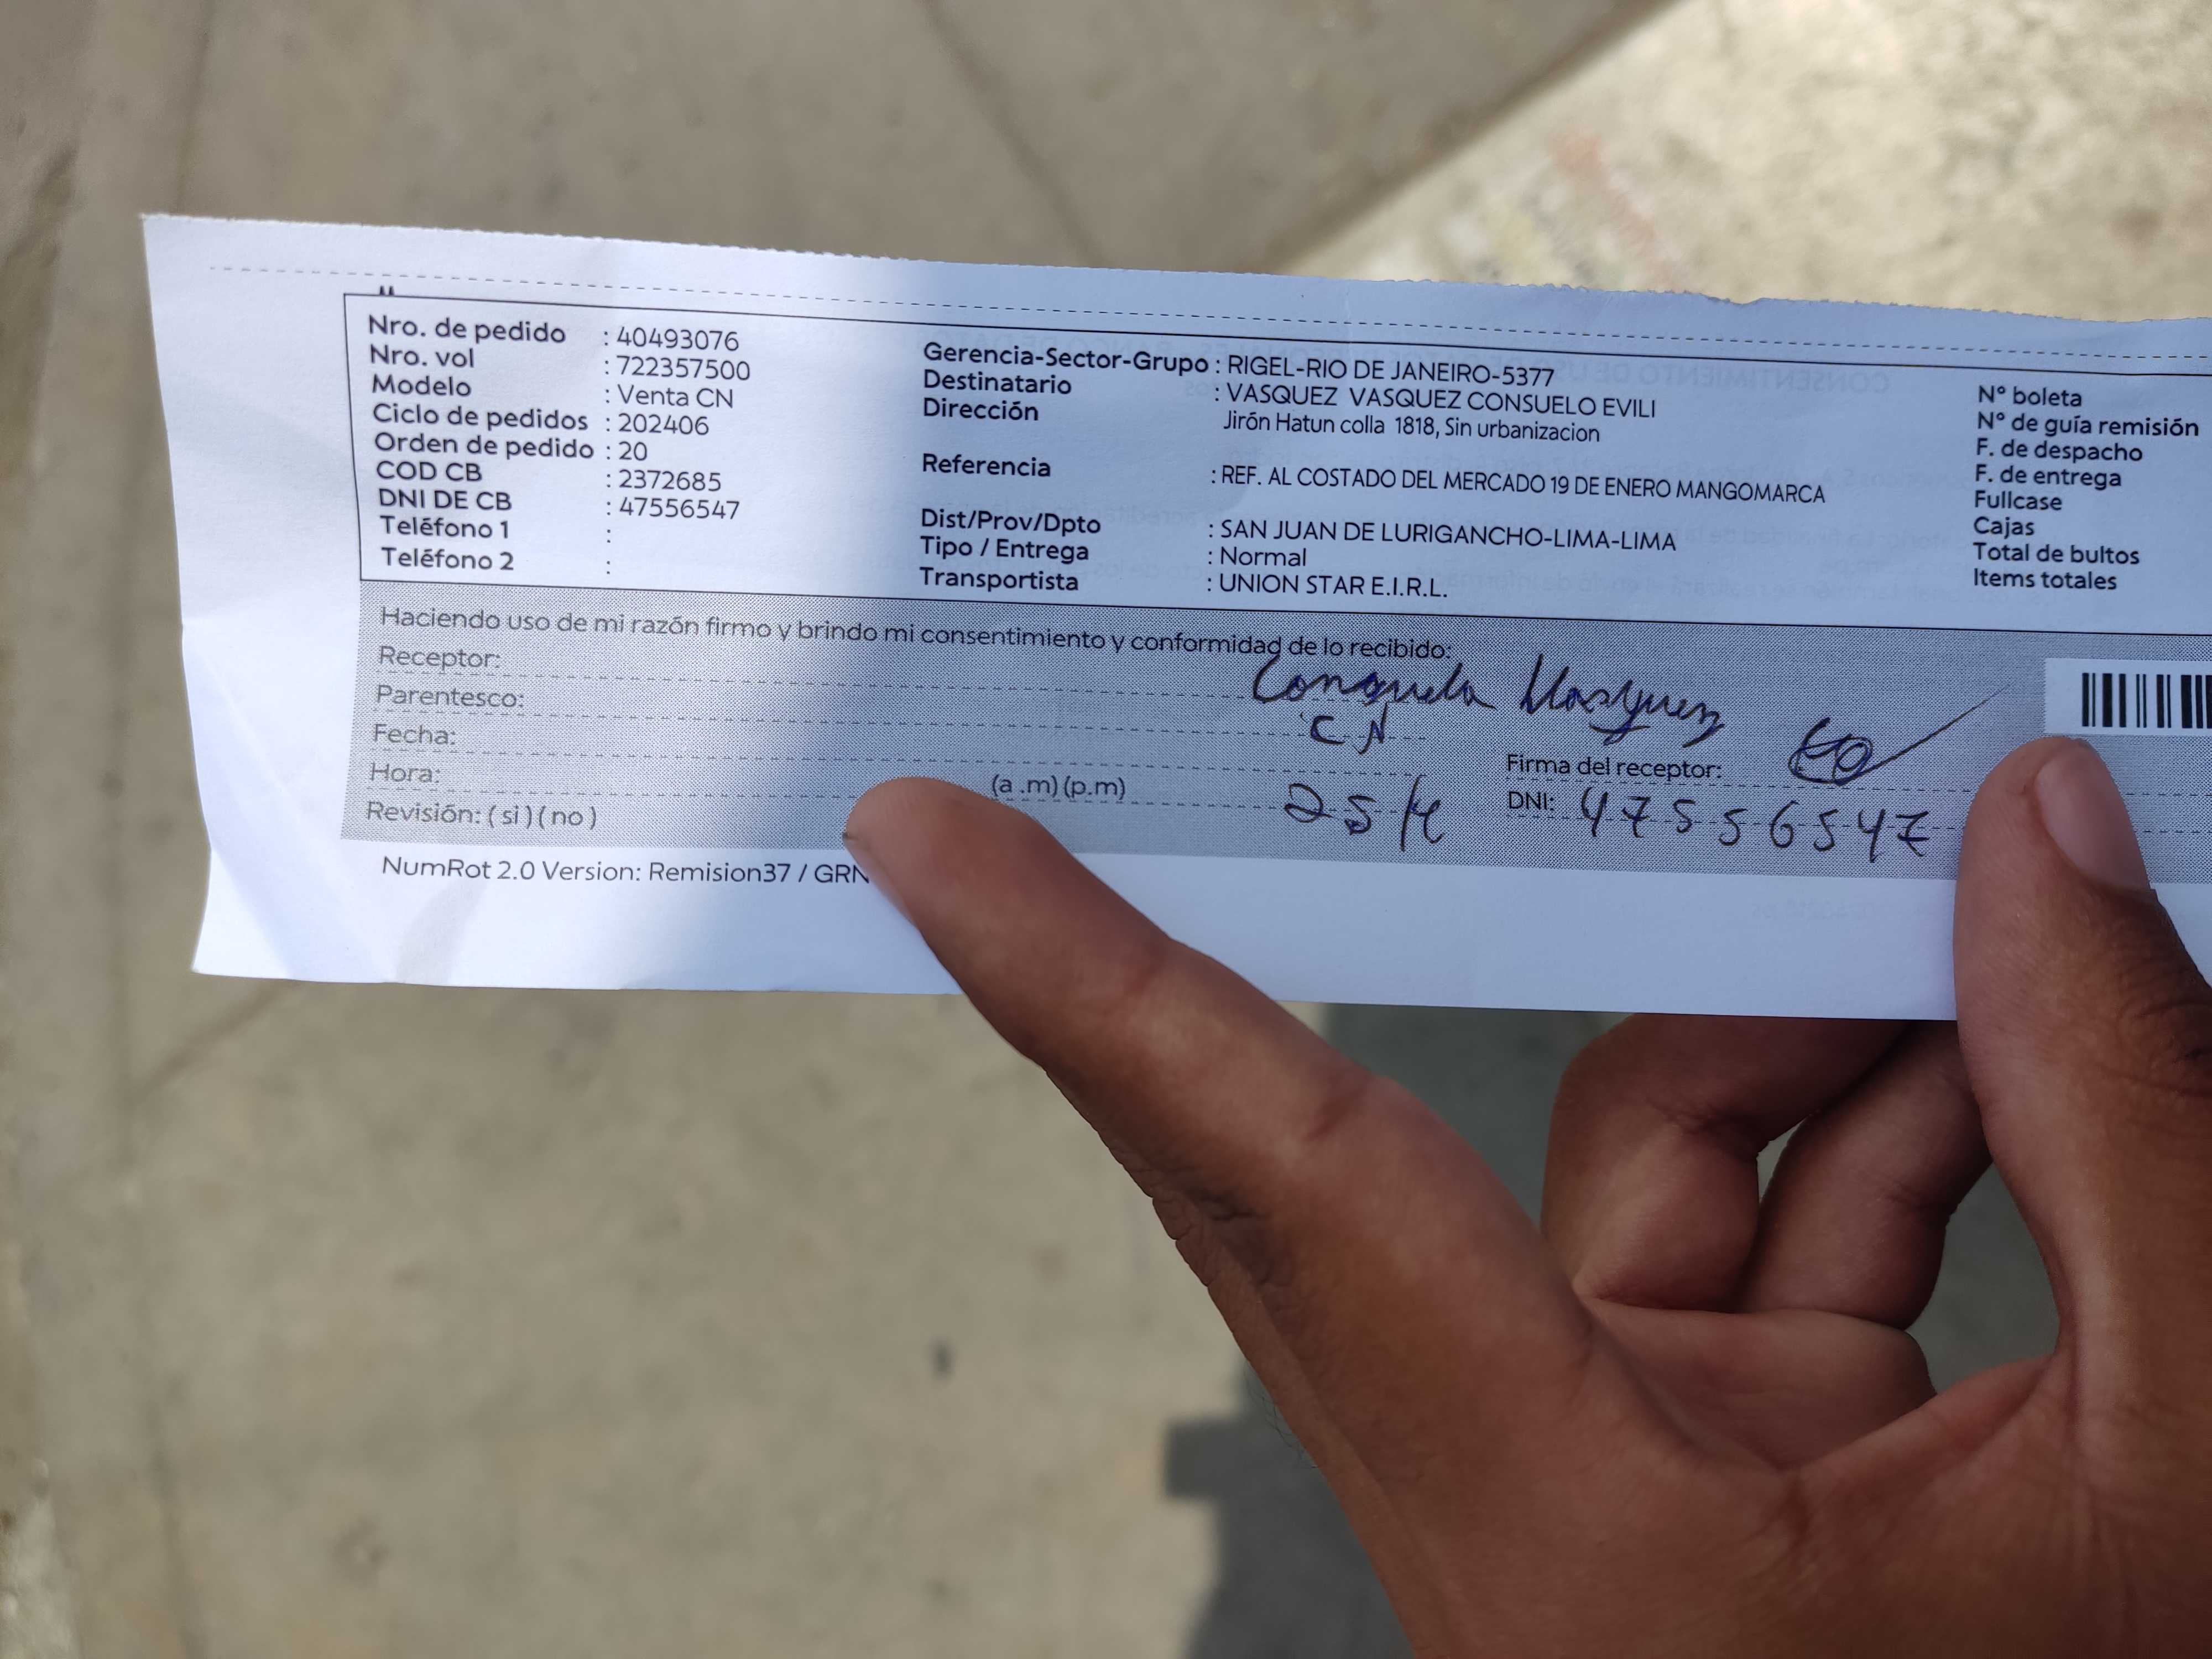 Nro. de pedido : 40493076
Nro. vol : 722357500
Modelo : Venta CN
Ciclo de pedidos : 202406
Orden de pedido : 20
COD CB : 2372685
DNI DE CB : 47556547
Teléfono 1 :
Teléfono 2 :
Gerencia-Sector-Grupo : RIGEL-RIO DE JANEIRO-5377
Destinatario : VASQUEZ VASQUEZ CONSUELO EVILI
Dirección Jirón Hatun colla 1818, Sin urbanizacion
Referencia : REF. AL COSTADO DEL MERCADO 19 DE ENERO MANGOMARCA
Dist/Prov/Dpto : SAN JUAN DE LURIGANCHO-LIMA-LIMA
Tipo / Entrega : Normal
Transportista : UNION STAR E.I.R.L.
N° boleta
N° de guía remisión
F. de despacho
F. de entrega
Fullcase
Cajas
Total de bultos
Items totales
Haciendo uso de mi razón firmo y brindo mi consentimiento y conformidad de lo recibido:
Receptor: Vasquez
Parentesco: CN
Fecha:
Hora: (a .m) (p.m) 25/4
Revisión: ( si ) ( no )
Firma del receptor:
DNI: 47556547
NumRot 2.0 Version: Remision37 / GRN